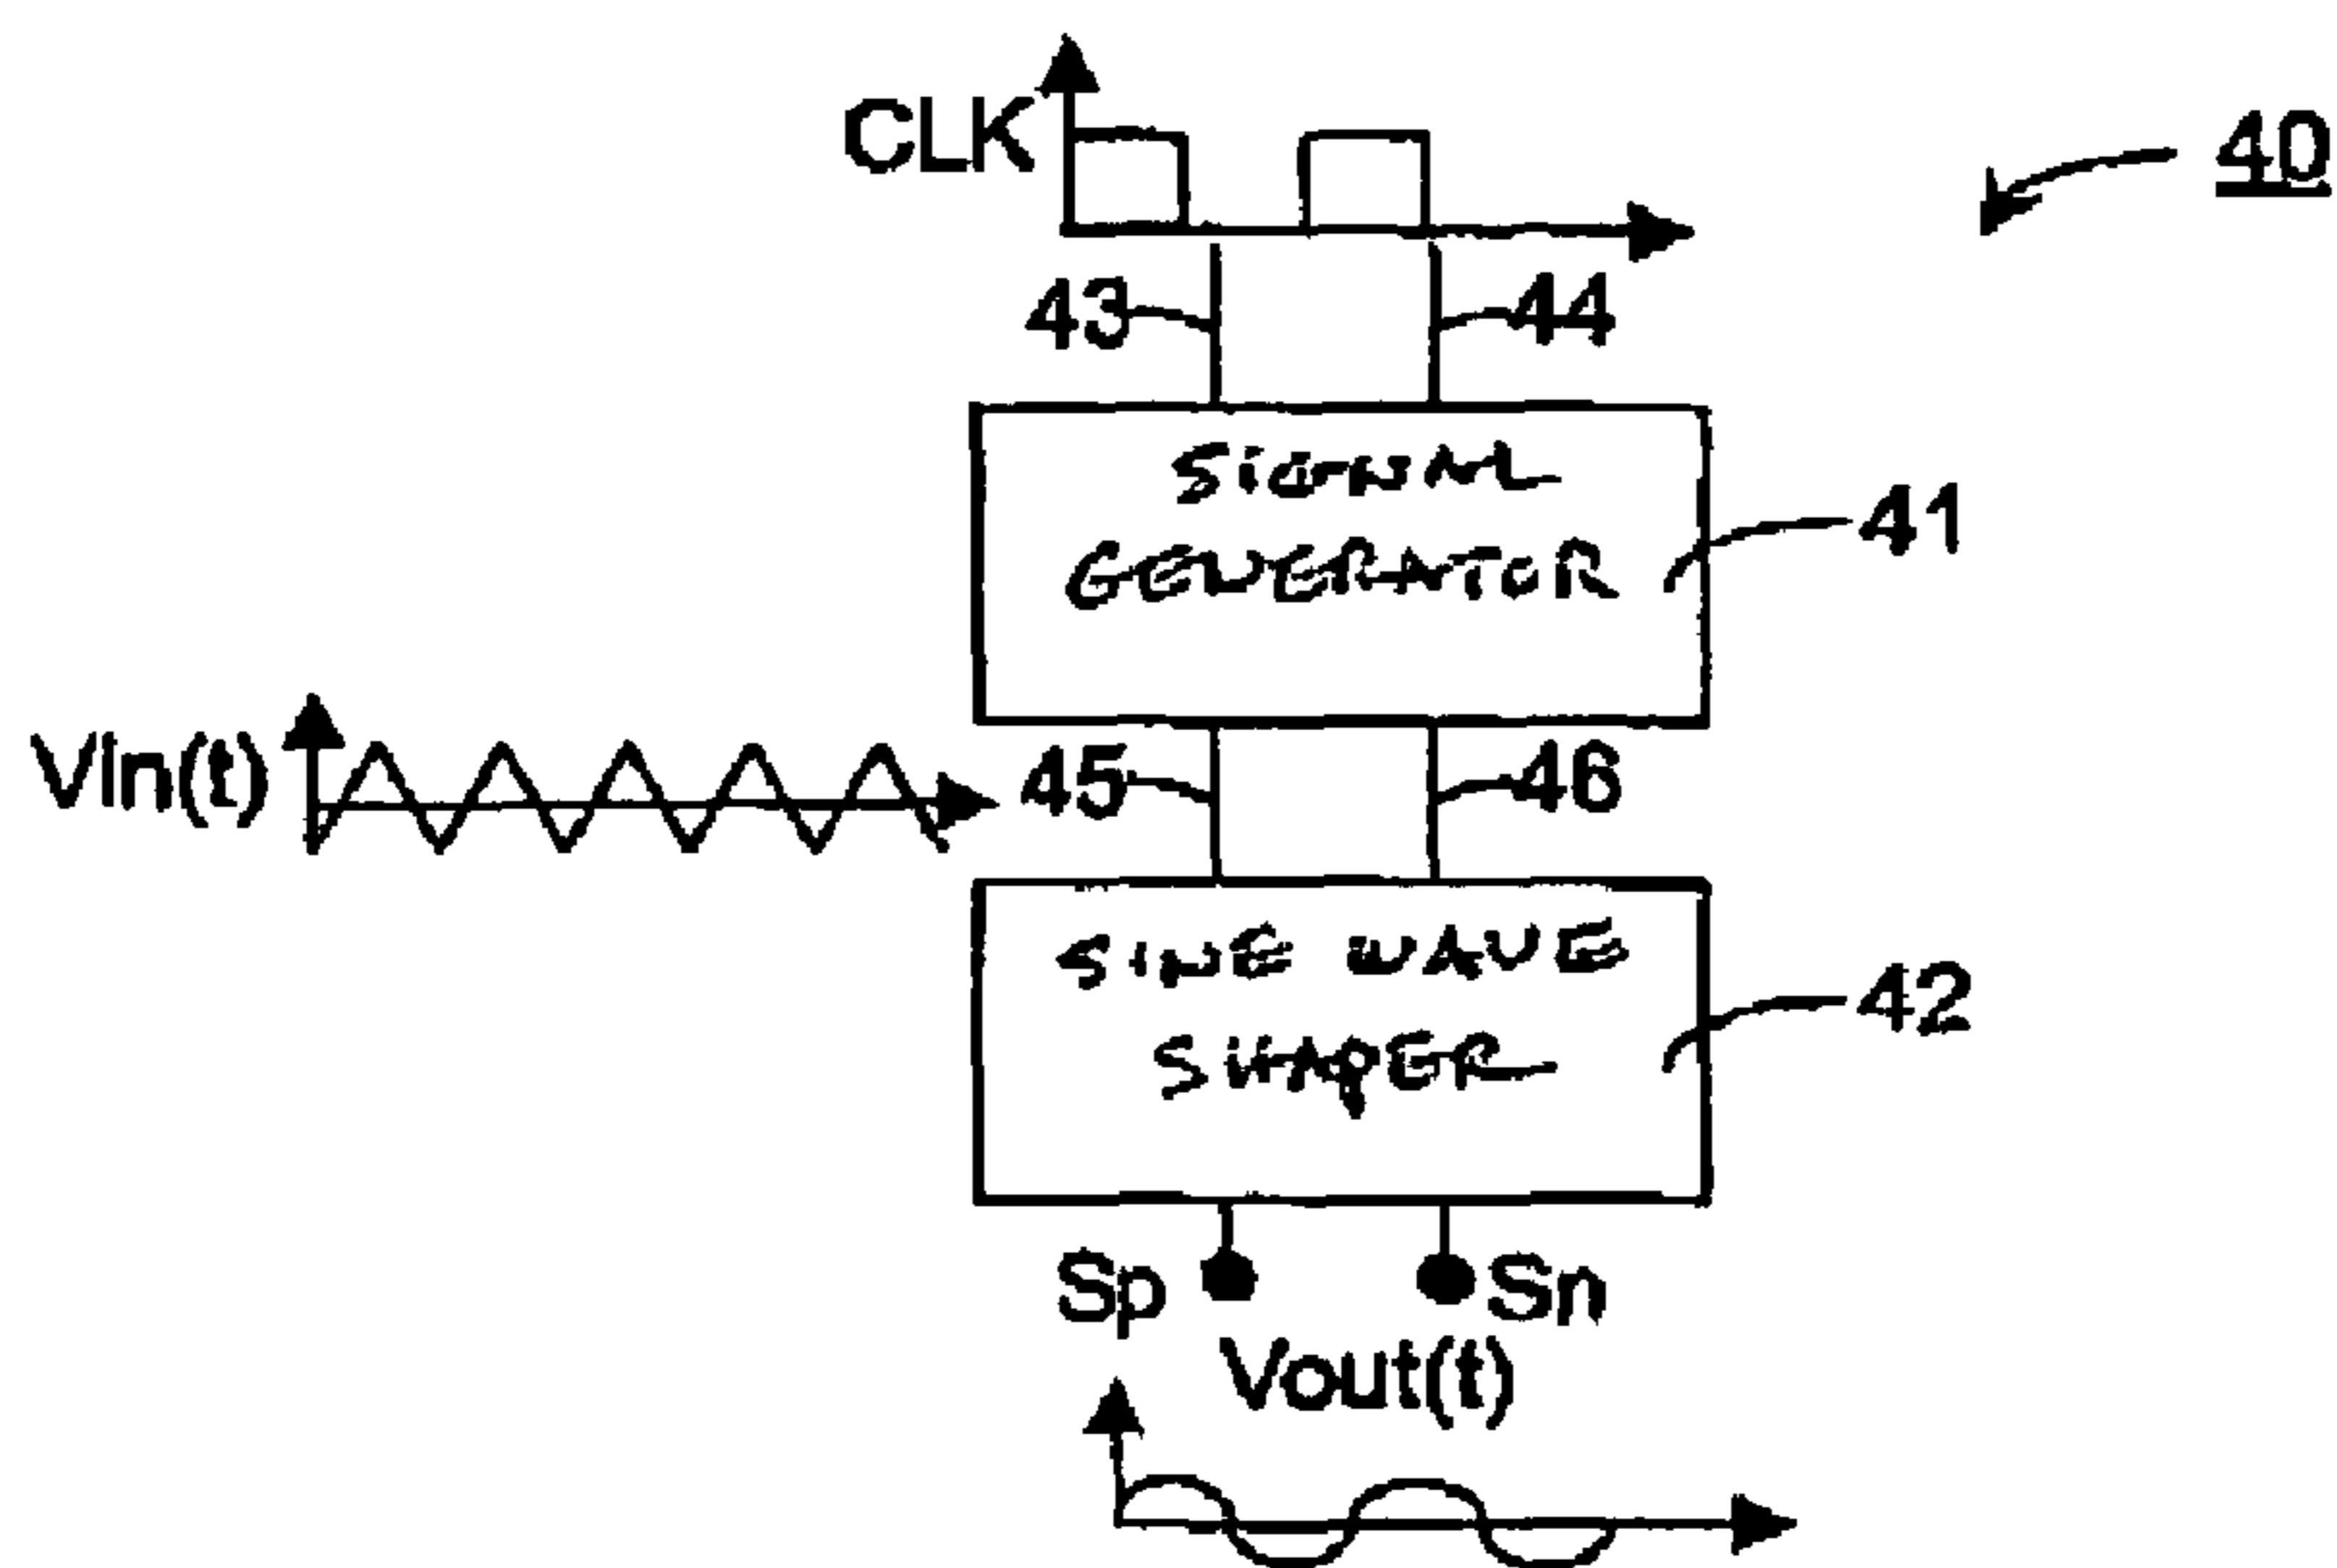 CLK
40
43
44
SIGNAL
GENERATOR
41
Vin(t)
45
46
SINE WAVE
SHAPER
42
Sp
Sn
Vout(t)